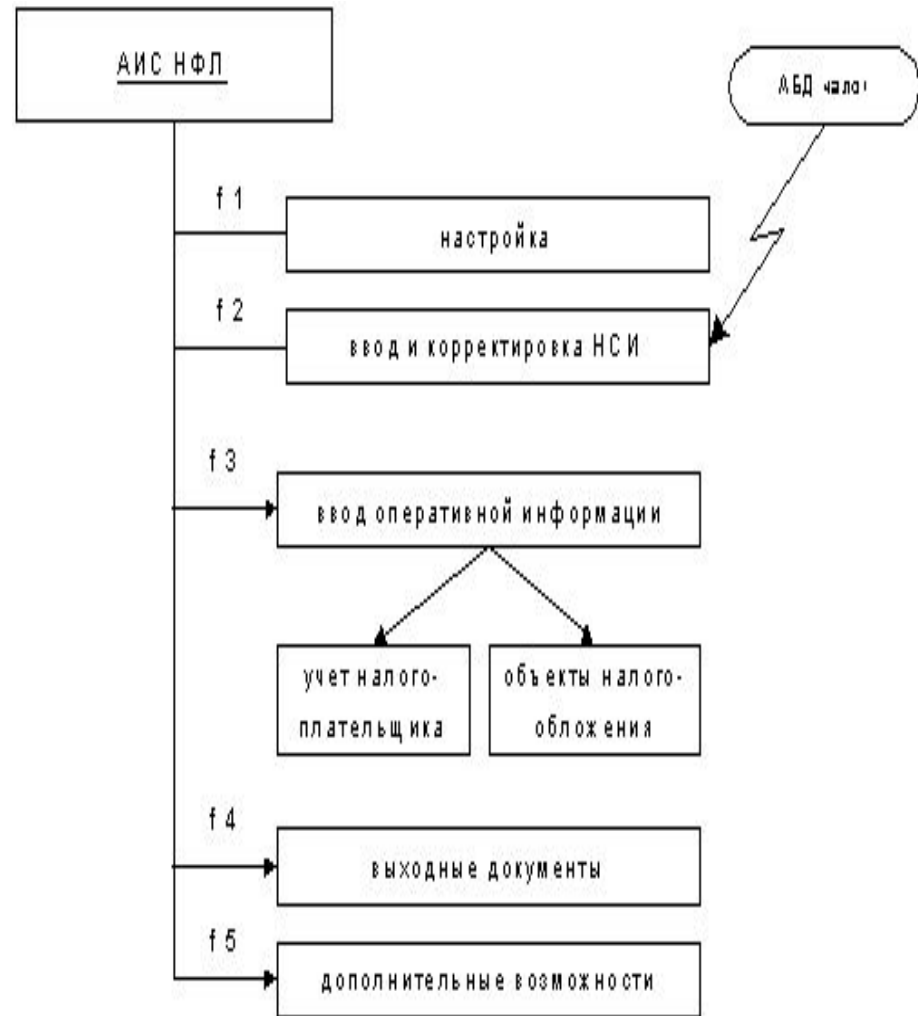 АИС НФЛ
АБД
f 1
настройка
f 2
ввод и корректировка НСИ
f 3
ввод оперативной информации
учет налого-
плательщика
объекты налого-
обложения
f 4
выходные документы
f 5
дополнительные возможности